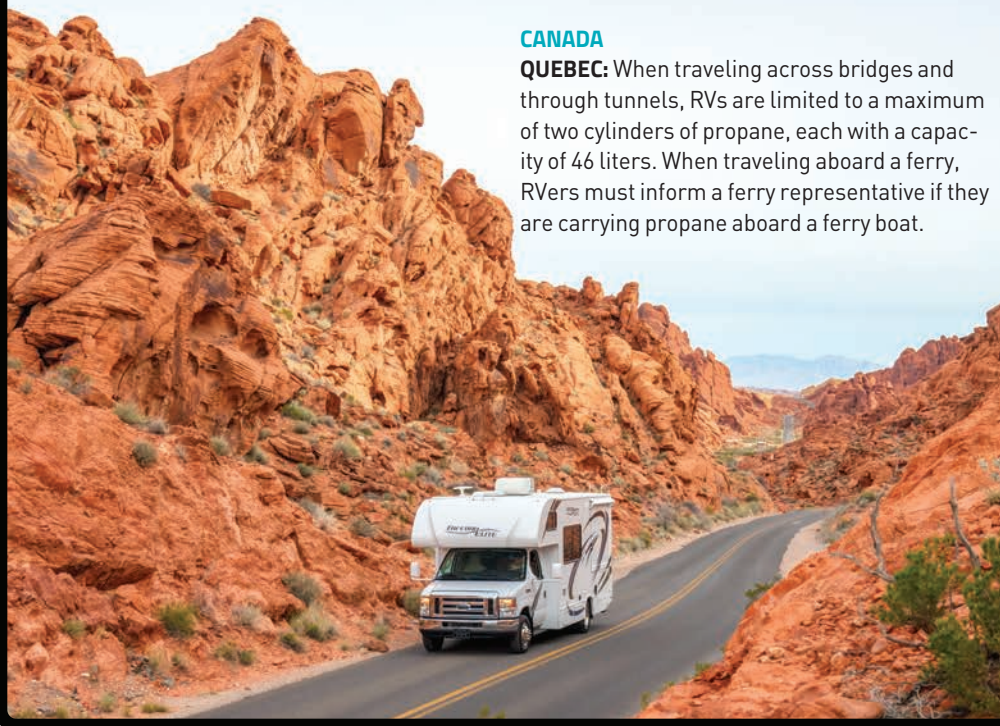 CANADA
QUEBEC: When traveling across bridges and
through tunnels, RVs are limited to a maximum
of two cylinders of propane, each with a capac-
ity of 46 liters. When traveling aboard a ferry,
RVers must inform a ferry representative if they
are carrying propane aboard a ferry boat.